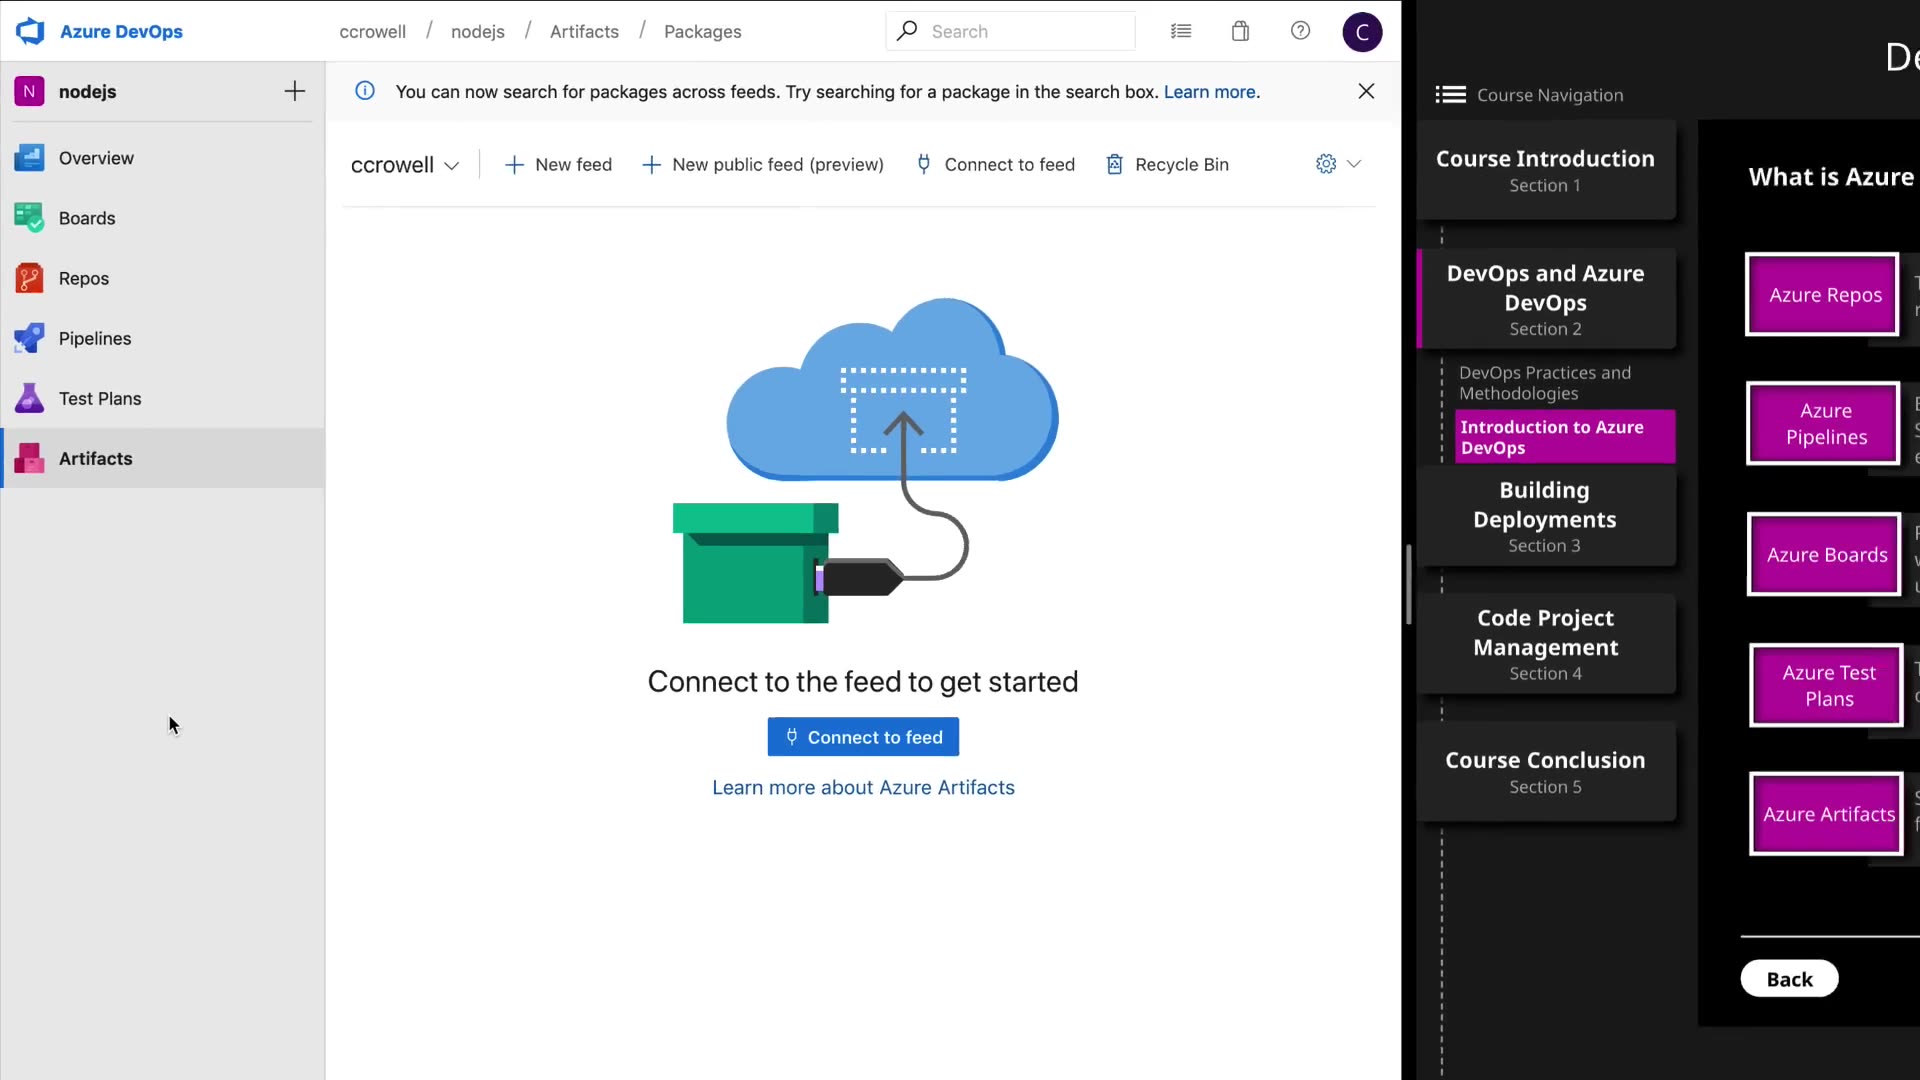 Azure DevOps
ccrowell / nodejs / Artifacts / Packages
Search
C
N nodejs
Overview
Boards
Repos
Pipelines
Test Plans
Artifacts
You can now search for packages across feeds. Try searching for a package in the search box. Learn more.
ccrowell
New feed
New public feed (preview)
Connect to feed
Recycle Bin
Connect to the feed to get started
Connect to feed
Learn more about Azure Artifacts
Course Navigation
Course Introduction
Section 1
DevOps and Azure
DevOps
Section 2
DevOps Practices and
Methodologies
Introduction to Azure
DevOps
Building
Deployments
Section 3
Code Project
Management
Section 4
Course Conclusion
Section 5
De
What is Azure
Azure Repos
Azure
Pipelines
Azure Boards
Azure Test
Plans
Azure Artifacts
Back